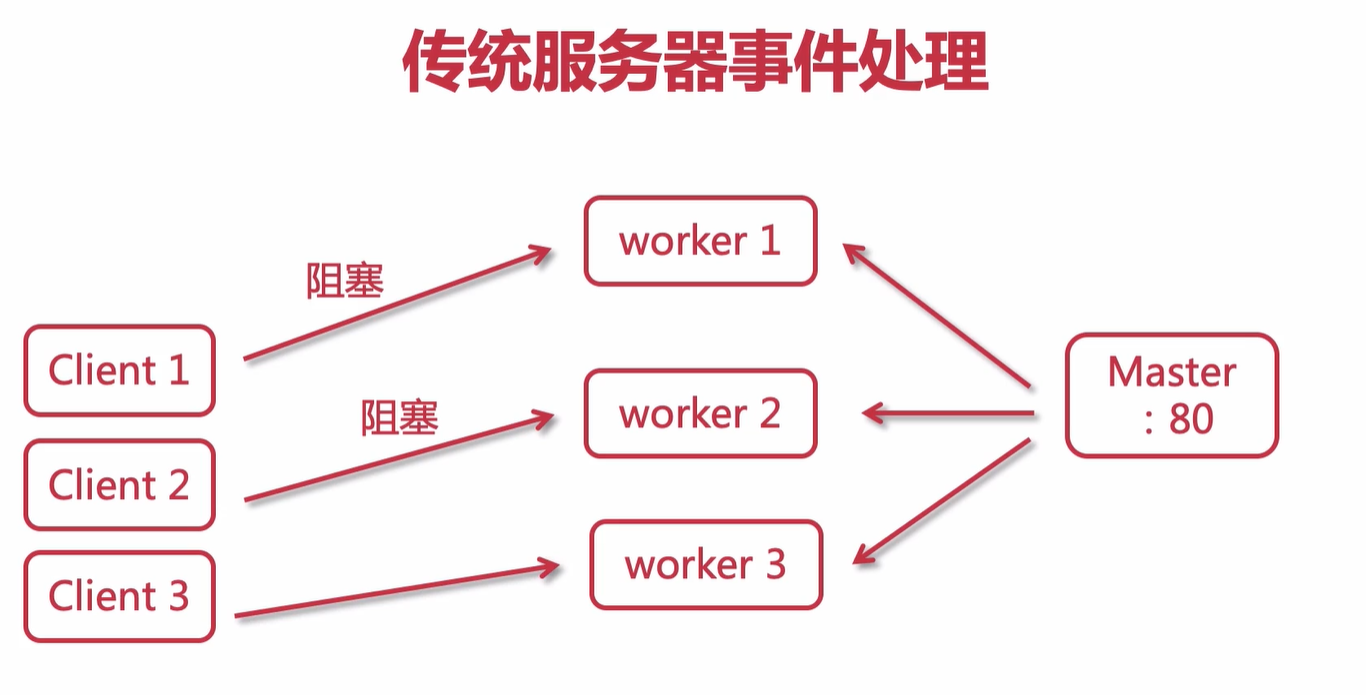 传统服务器事件处理
worker 1
阻塞
Client 1
Master
：80
阻塞
worker 2
Client 2
worker 3
Client 3